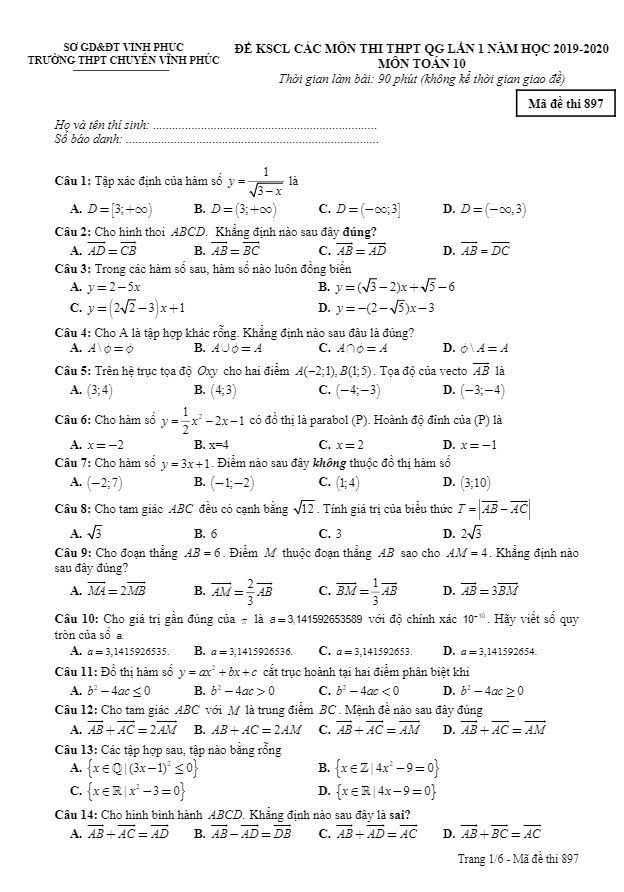 SỞ GD&ĐT VĨNH PHÚC
TRƯỜNG THPT CHUYÊN VĨNH PHÚC
ĐỀ KSCL CÁC MÔN THI THPT QG LẦN 1 NĂM HỌC 2019-2020
MÔN TOÁN 10
Thời gian làm bài: 90 phút (không kể thời gian giao đề)
Mã đề thi 897
Họ và tên thí sinh: ......................................................................
Số báo danh: ...............................................................................
Câu 1: Tập xác định của hàm số $y=\frac{1}{\sqrt{3-x}}$ là
A. $D=[3;+\infty)$ B. $D=(3;+\infty)$ C. $D=(-\infty;3]$ D. $D=(-\infty,3)$
Câu 2: Cho hình thoi ABCD. Khẳng định nào sau đây đúng?
A. $\overrightarrow{AD}=\overrightarrow{CB}$ B. $\overrightarrow{AB}=\overrightarrow{BC}$ C. $\overrightarrow{AB}=\overrightarrow{AD}$ D. $\overrightarrow{AB}=\overrightarrow{DC}$
Câu 3: Trong các hàm số sau, hàm số nào luôn đồng biến
A. $y=2-5x$ B. $y=(\sqrt{3}-2)x+\sqrt{5}-6$
C. $y=(2\sqrt{2}-3)x+1$ D. $y=-(2-\sqrt{5})x-3$
Câu 4: Cho A là tập hợp khác rỗng. Khẳng định nào sau đâu là đúng?
A. $A\setminus\phi=\phi$ B. $A\cup\phi=A$ C. $A\cap\phi=A$ D. $\phi\setminus A=A$
Câu 5: Trên hệ trục tọa độ Oxy cho hai điểm $A(-2;1), B(1;5)$. Tọa độ của vecto $\overrightarrow{AB}$ là
A. (3;4) B. (4;3) C. (-4;-3) D. (-3;-4)
Câu 6: Cho hàm số $y=\frac{1}{2}x^2-2x-1$ có đồ thị là parabol (P). Hoành độ đỉnh của (P) là
A. $x=-2$ B. x=4 C. $x=2$ D. $x=-1$
Câu 7: Cho hàm số $y=3x+1$. Điểm nào sau đây không thuộc đồ thị hàm số
A. (-2;7) B. (-1;-2) C. (1;4) D. (3;10)
Câu 8: Cho tam giác ABC đều có cạnh bằng $\sqrt{12}$. Tính giá trị của biểu thức $T=|\overrightarrow{AB}-\overrightarrow{AC}|$
A. $\sqrt{3}$ B. 6 C. 3 D. $2\sqrt{3}$
Câu 9: Cho đoạn thẳng $AB=6$. Điểm M thuộc đoạn thẳng AB sao cho $AM=4$. Khẳng định nào
sau đây đúng?
A. $\overrightarrow{MA}=2\overrightarrow{MB}$ B. $\overrightarrow{AM}=\frac{2}{3}\overrightarrow{AB}$ C. $\overrightarrow{BM}=\frac{1}{3}\overrightarrow{AB}$ D. $\overrightarrow{AB}=3\overrightarrow{BM}$
Câu 10: Cho giá trị gần đúng của π là a = 3,141592653589 với độ chính xác $10^{-10}$. Hãy viết số quy
tròn của số a.
A. a = 3,1415926535. B. a = 3,1415926536. C. a = 3,141592653. D. a = 3,141592654.
Câu 11: Đồ thị hàm số $y=ax^2+bx+c$ cắt trục hoành tại hai điểm phân biệt khi
A. $b^2-4ac\le 0$ B. $b^2-4ac>0$ C. $b^2-4ac<0$ D. $b^2-4ac\ge 0$
Câu 12: Cho tam giác ABC với M là trung điểm BC. Mệnh đề nào sau đây đúng
A. $\overrightarrow{AB}+\overrightarrow{AC}=2\overrightarrow{AM}$ B. $AB+AC=2AM$ C. $\overrightarrow{AB}+\overrightarrow{AC}=\overrightarrow{AM}$ D. $\overrightarrow{AB}+\overrightarrow{AC}=\overrightarrow{AM}$
Câu 13: Các tập hợp sau, tập nào bằng rỗng
A. $\{x\in\mathbb{Q}|(3x-1)^2\le 0\}$ B. $\{x\in\mathbb{Z}|4x^2-9=0\}$
C. $\{x\in\mathbb{R}|x^2-3=0\}$ D. $\{x\in\mathbb{R}|4x-9=0\}$
Câu 14: Cho hình bình hành ABCD. Khẳng định nào sau đây là sai?
A. $\overrightarrow{AB}+\overrightarrow{AC}=\overrightarrow{AD}$ B. $\overrightarrow{AB}-\overrightarrow{AD}=\overrightarrow{DB}$ C. $\overrightarrow{AB}+\overrightarrow{AD}=\overrightarrow{AC}$ D. $\overrightarrow{AB}+\overrightarrow{BC}=\overrightarrow{AC}$
Trang 1/6 - Mã đề thi 897